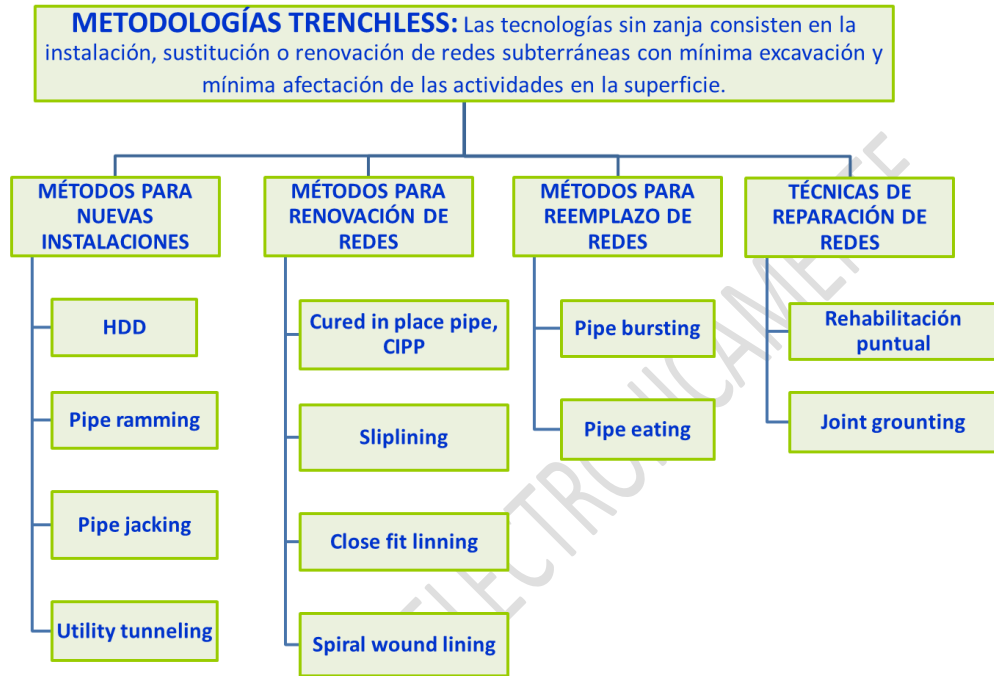 METODOLOGÍAS TRENCHLESS: Las tecnologías sin zanja consisten en la
instalación, sustitución o renovación de redes subterráneas con mínima excavación y
mínima afectación de las actividades en la superficie.
MÉTODOS PARA
NUEVAS
INSTALACIONES
HDD
Pipe ramming
Pipe jacking
Utility tunneling
MÉTODOS PARA
RENOVACIÓN DE
REDES
Cured in place pipe,
CIPP
Sliplining
Close fit linning
Spiral wound lining
MÉTODOS PARA
REEMPLAZO DE
REDES
Pipe bursting
Pipe eating
TÉCNICAS DE
REPARACIÓN DE
REDES
Rehabilitación
puntual
Joint grounting
ELECTRONICAMENTE